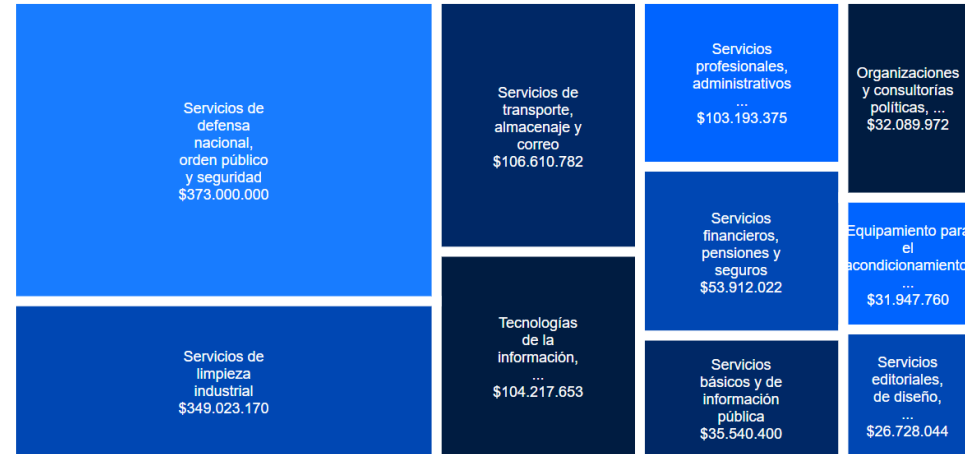 Servicios de
defensa
nacional,
orden público
y seguridad
$373.000.000
Servicios de
limpieza
industrial
$349.023.170
Servicios de
transporte,
almacenaje y
correo
$106.610.782
Tecnologías
de la
información,
...
$104.217.653
Servicios
profesionales,
administrativos
...
$103.193.375
Servicios
financieros,
pensiones y
seguros
$53.912.022
Servicios
básicos y de
información
pública
$35.540.400
Organizaciones
y consultorías
políticas, ...
$32.089.972
Equipamiento para
el
acondicionamiento
...
$31.947.760
Servicios
editoriales,
de diseño,
...
$26.728.044